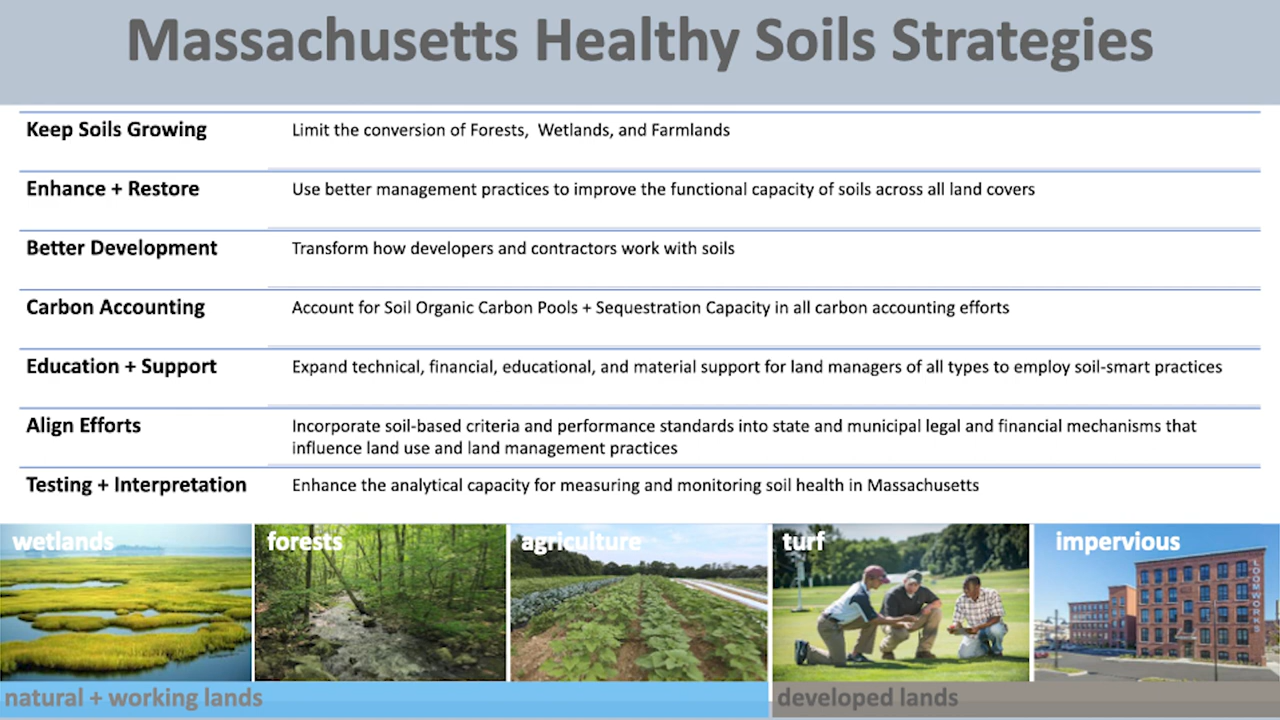 Massachusetts Healthy Soils Strategies
Keep Soils Growing
Limit the conversion of Forests, Wetlands, and Farmlands
Enhance + Restore
Use better management practices to improve the functional capacity of soils across all land covers
Better Development
Transform how developers and contractors work with soils
Carbon Accounting
Account for Soil Organic Carbon Pools + Sequestration Capacity in all carbon accounting efforts
Education + Support
Expand technical, financial, educational, and material support for land managers of all types to employ soil-smart practices
Align Efforts
Incorporate soil-based criteria and performance standards into state and municipal legal and financial mechanisms that
influence land use and land management practices
Testing + Interpretation
Enhance the analytical capacity for measuring and monitoring soil health in Massachusetts
wetlands
forests
agriculture
turf
impervious
LOOMWORKS
natural + working lands
developed lands